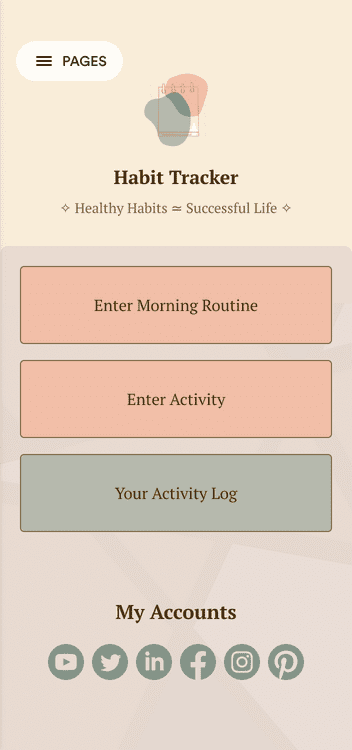 PAGES
Habit Tracker
✧ Healthy Habits ≃ Successful Life ✧
Enter Morning Routine
Enter Activity
Your Activity Log
My Accounts